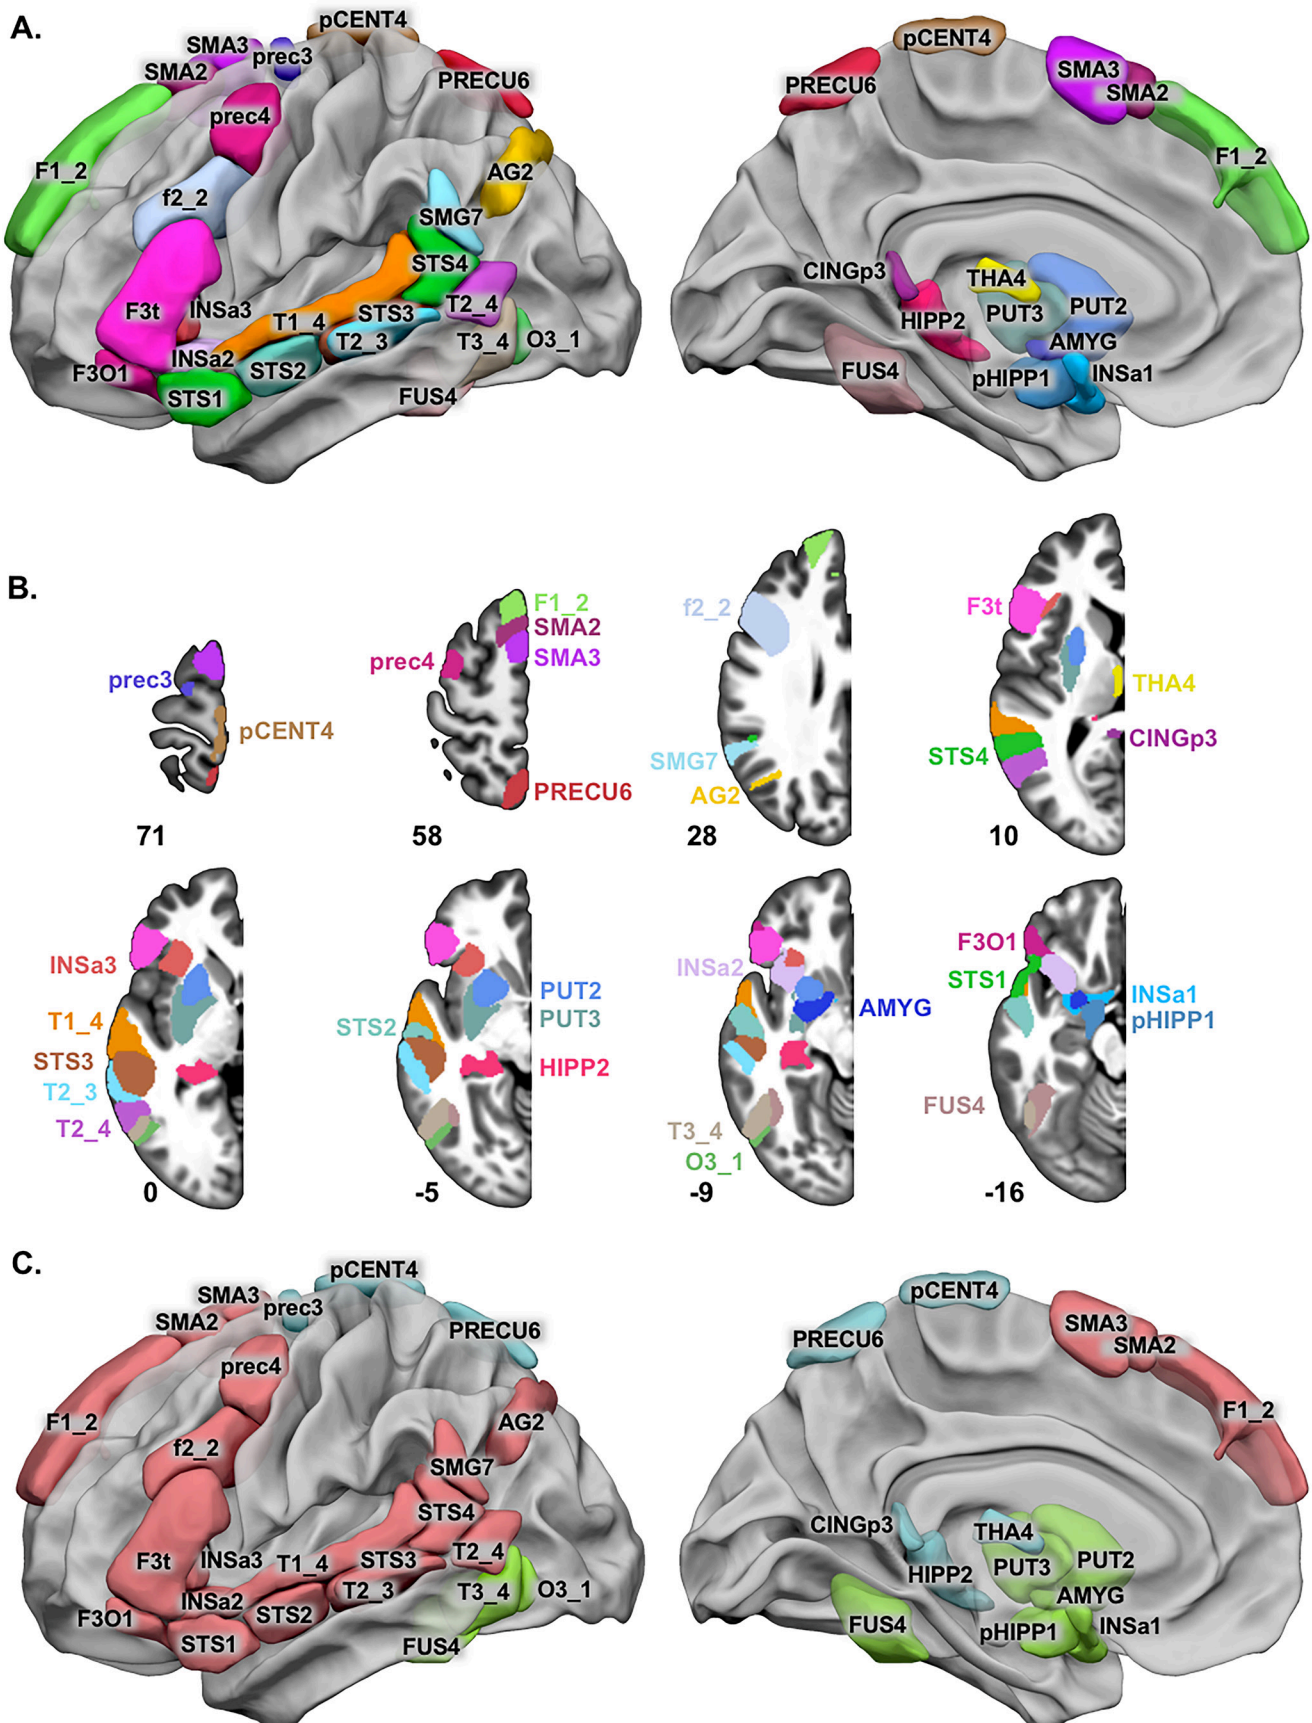 A.
pCENT4
SMA3
prec3
SMA2
PRECU6
prec4
F1_2
AG2
f2_2
SMG7
STS4
INSa3
F3t
T2_4
STS3
T1_4
T2_3
T3_4
O3_1
INSa2
F3O1
STS2
STS1
FUS4
pCENT4
SMA3
PRECU6
SMA2
F1_2
CINGp3
THA4
PUT2
PUT3
HIPP2
AMYG
FUS4
pHIPP1
INSa1
B.
prec3
pCENT4
71
F1_2
SMA2
prec4
SMA3
PRECU6
58
f2_2
SMG7
AG2
28
F3t
THA4
CINGp3
STS4
10
INSa3
T1_4
STS3
T2_3
T2_4
0
PUT2
PUT3
STS2
HIPP2
-5
INSa2
AMYG
T3_4
O3_1
-9
F3O1
STS1
INSa1
pHIPP1
FUS4
-16
C.
pCENT4
SMA3
prec3
SMA2
PRECU6
prec4
F1_2
AG2
f2_2
SMG7
STS4
INSa3
F3t
T1_4
STS3
T2_4
T2_3
T3_4
O3_1
INSa2
F3O1
STS2
STS1
FUS4
pCENT4
SMA3
PRECU6
SMA2
F1_2
CINGp3
THA4
PUT2
PUT3
HIPP2
AMYG
FUS4
pHIPP1
INSa1